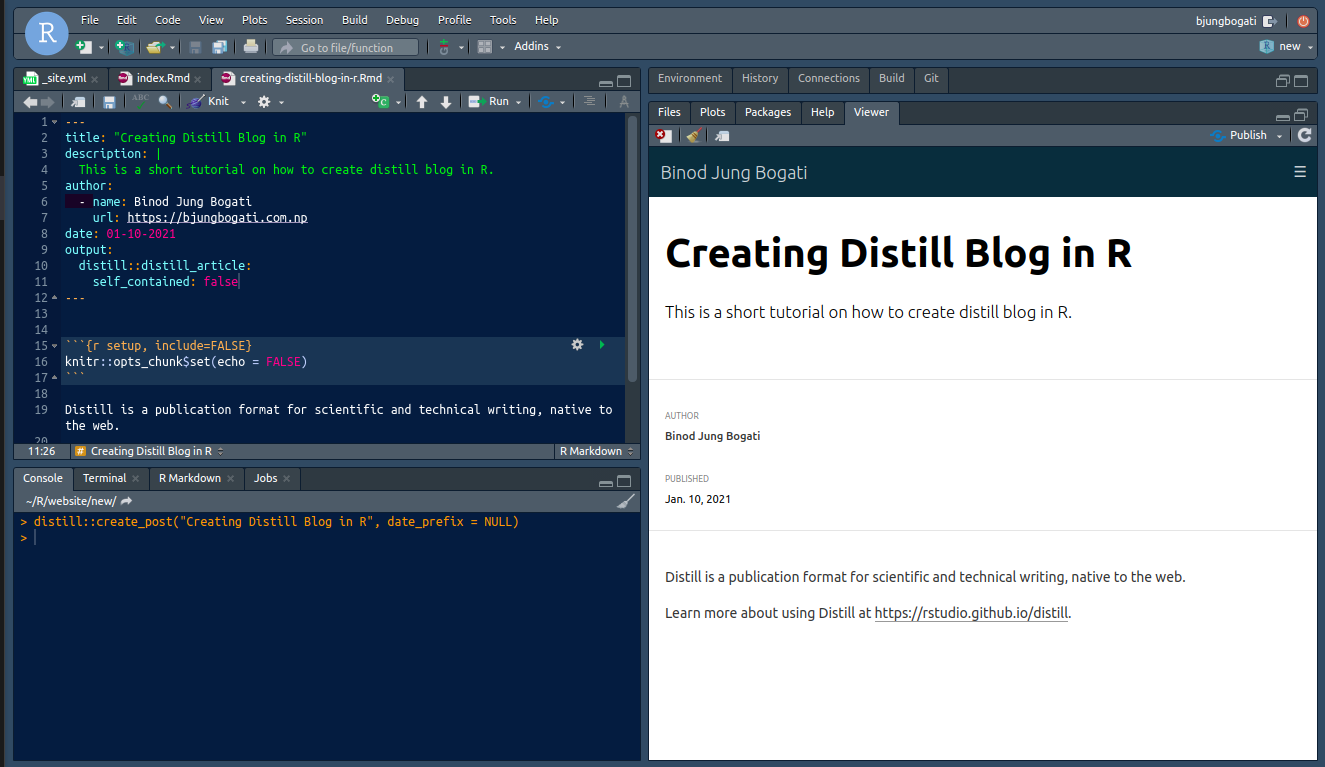 R
File Edit Code View Plots Session Build Debug Profile Tools Help
bjungbogati
Go to file/function
Addins
new
_site.yml
index.Rmd
creating-distill-blog-in-r.Rmd
ABC
Knit
Run
1 ---
2 title: "Creating Distill Blog in R"
3 description: |
4 This is a short tutorial on how to create distill blog in R.
5 author:
6 - name: Binod Jung Bogati
7 url: https://bjungbogati.com.np
8 date: 01-10-2021
9 output:
10 distill::distill_article:
11 self_contained: false
12 ---
13
14
15 ```{r setup, include=FALSE}
16 knitr::opts_chunk$set(echo = FALSE)
17 ```
18
19 Distill is a publication format for scientific and technical writing, native to
the web.
20
11:26 # Creating Distill Blog in R R Markdown
Console Terminal R Markdown Jobs
~/R/website/new/
> distill::create_post("Creating Distill Blog in R", date_prefix = NULL)
>
Environment History Connections Build Git
Files Plots Packages Help Viewer
Publish
Binod Jung Bogati
Creating Distill Blog in R
This is a short tutorial on how to create distill blog in R.
AUTHOR
Binod Jung Bogati
PUBLISHED
Jan. 10, 2021
Distill is a publication format for scientific and technical writing, native to the web.
Learn more about using Distill at https://rstudio.github.io/distill.